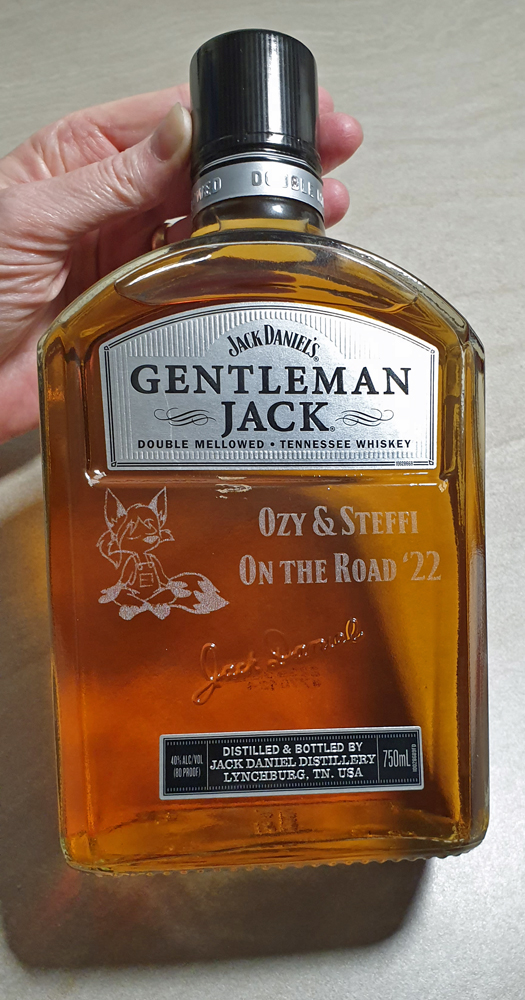 DOUBLE
JACK DANIEL'S
GENTLEMAN
JACK
DOUBLE MELLOWED • TENNESSEE WHISKEY
OZY & STEFFI
ON THE ROAD '22
Jack Daniel
40% ALC/VOL
(80 PROOF)
DISTILLED & BOTTLED BY
JACK DANIEL DISTILLERY
LYNCHBURG, TN. USA
750mL